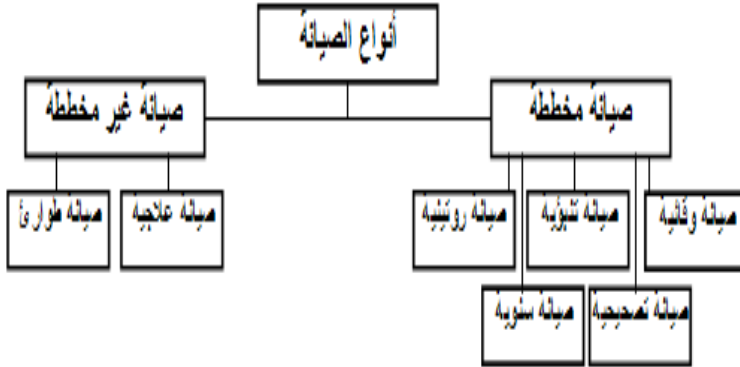 أنواع الصيانة
صيانة مخططة
صيانة غير مخططة
صيانة وقائية
صيانة تنبؤية
صيانة روتينية
صيانة علاجية
صيانة طوارئ
صيانة تصحيحية
صيانة سنوية